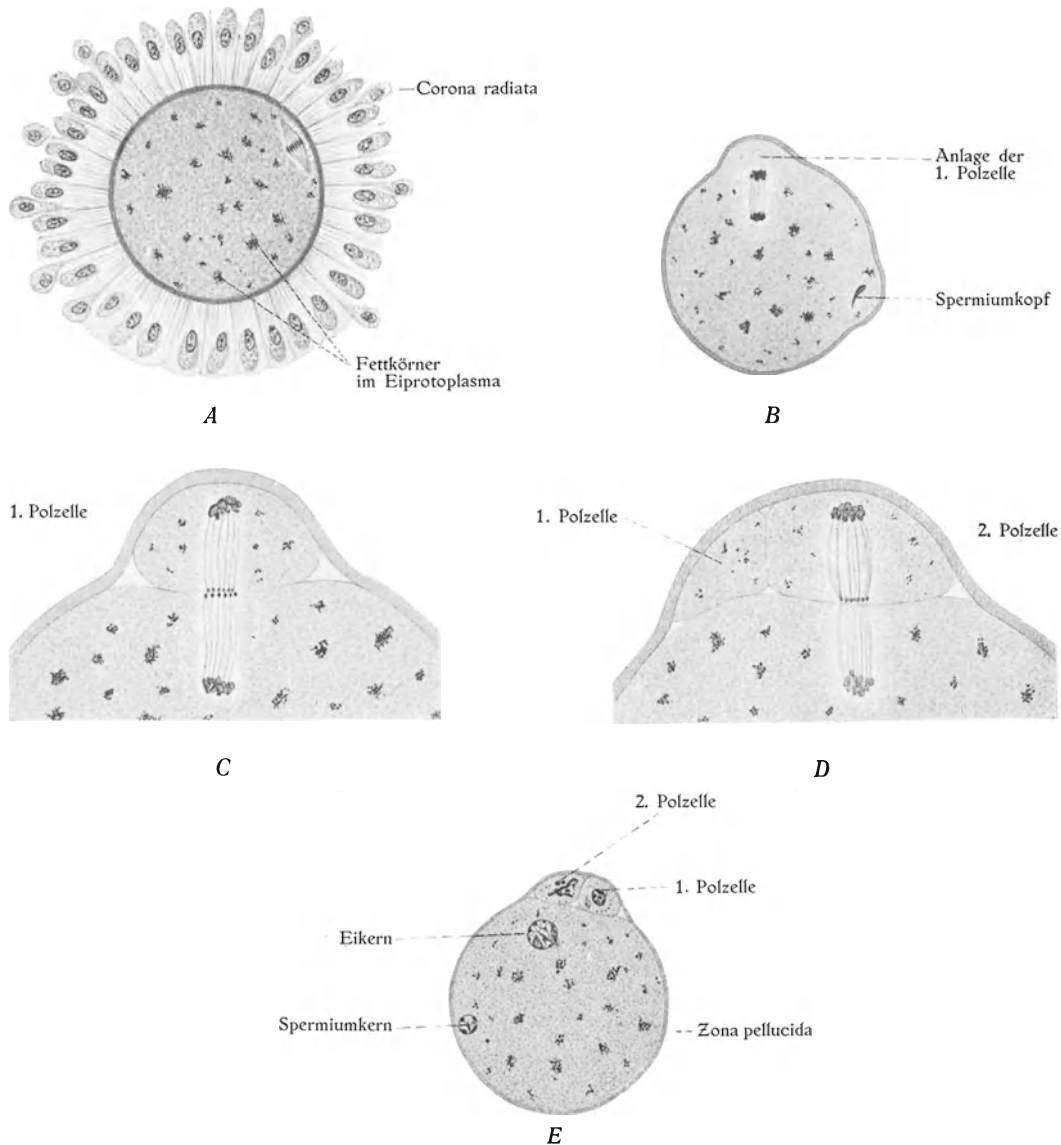 Corona radiata
Fettkörner
im Eiprotoplasma
A
Anlage der
1. Polzelle
Spermiumkopf
B
1. Polzelle
C
1. Polzelle
2. Polzelle
D
2. Polzelle
1. Polzelle
Eikern
Spermiumkern
Zona pellucida
E